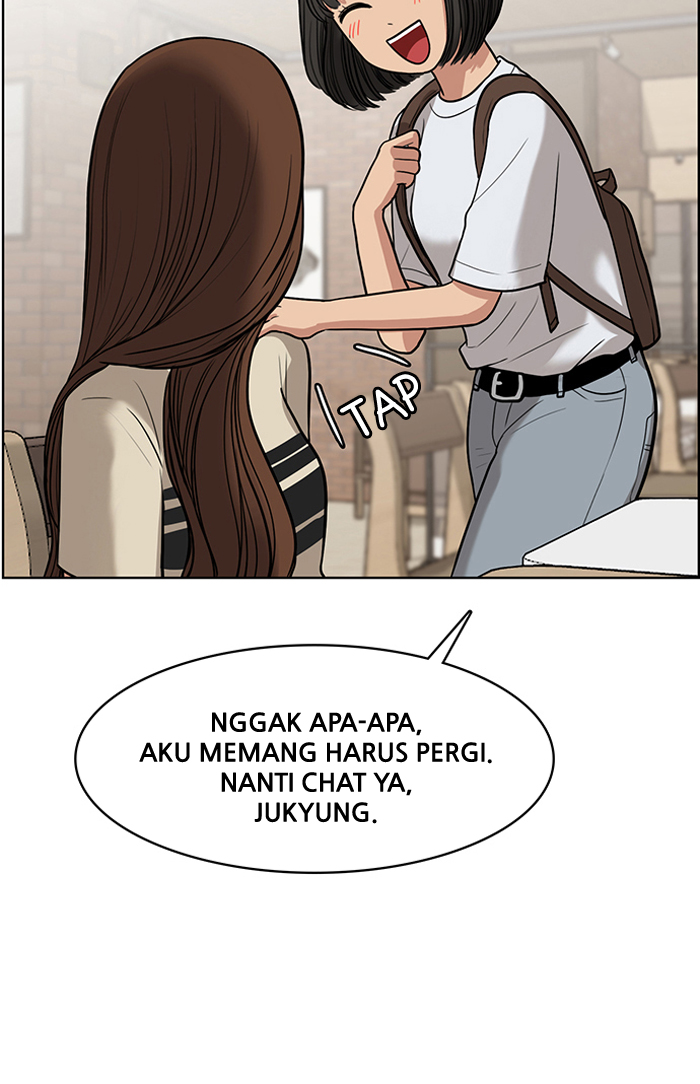 TAP
NGGAK APA-APA,
AKU MEMANG HARUS PERGI.
NANTI CHAT YA,
JUKYUNG.